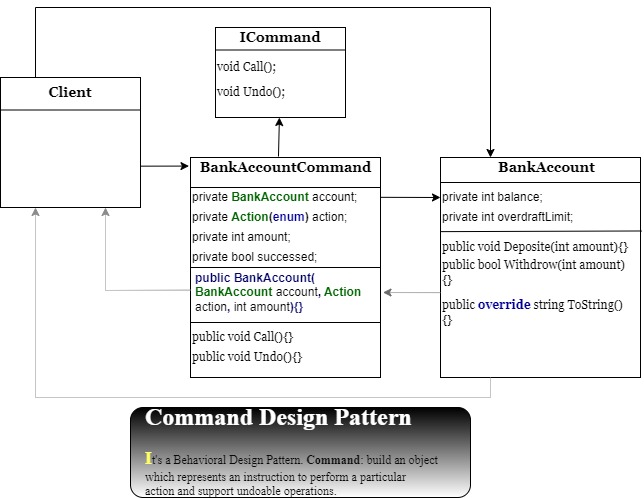 ICommand
void Call();
void Undo();
Client
BankAccountCommand
private BankAccount account;
private Action(enum) action;
private int amount;
private bool successed;
public BankAccount(
BankAccount account, Action
action, int amount){}
public void Call(){}
public void Undo(){}
BankAccount
private int balance;
private int overdraftLimit;
public void Deposite(int amount){}
public bool Withdrow(int amount)
{}
public override string ToString()
{}
Command Design Pattern
It's a Behavioral Design Pattern. Command: build an object
which represents an instruction to perform a particular
action and support undoable operations.